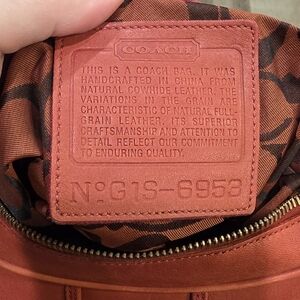 COACH
THIS IS A COACH BAG. IT WAS
HANDCRAFTED IN CHINA FROM
NATURAL COWHIDE LEATHER. THE
VARIATIONS IN THE GRAIN ARE
CHARACTERISTIC OF NATURAL FULL-
GRAIN LEATHER. ITS SUPERIOR
CRAFTSMANSHIP AND ATTENTION TO
DETAIL REFLECT OUR COMMITMENT
TO ENDURING QUALITY.
Nº G1S-6953